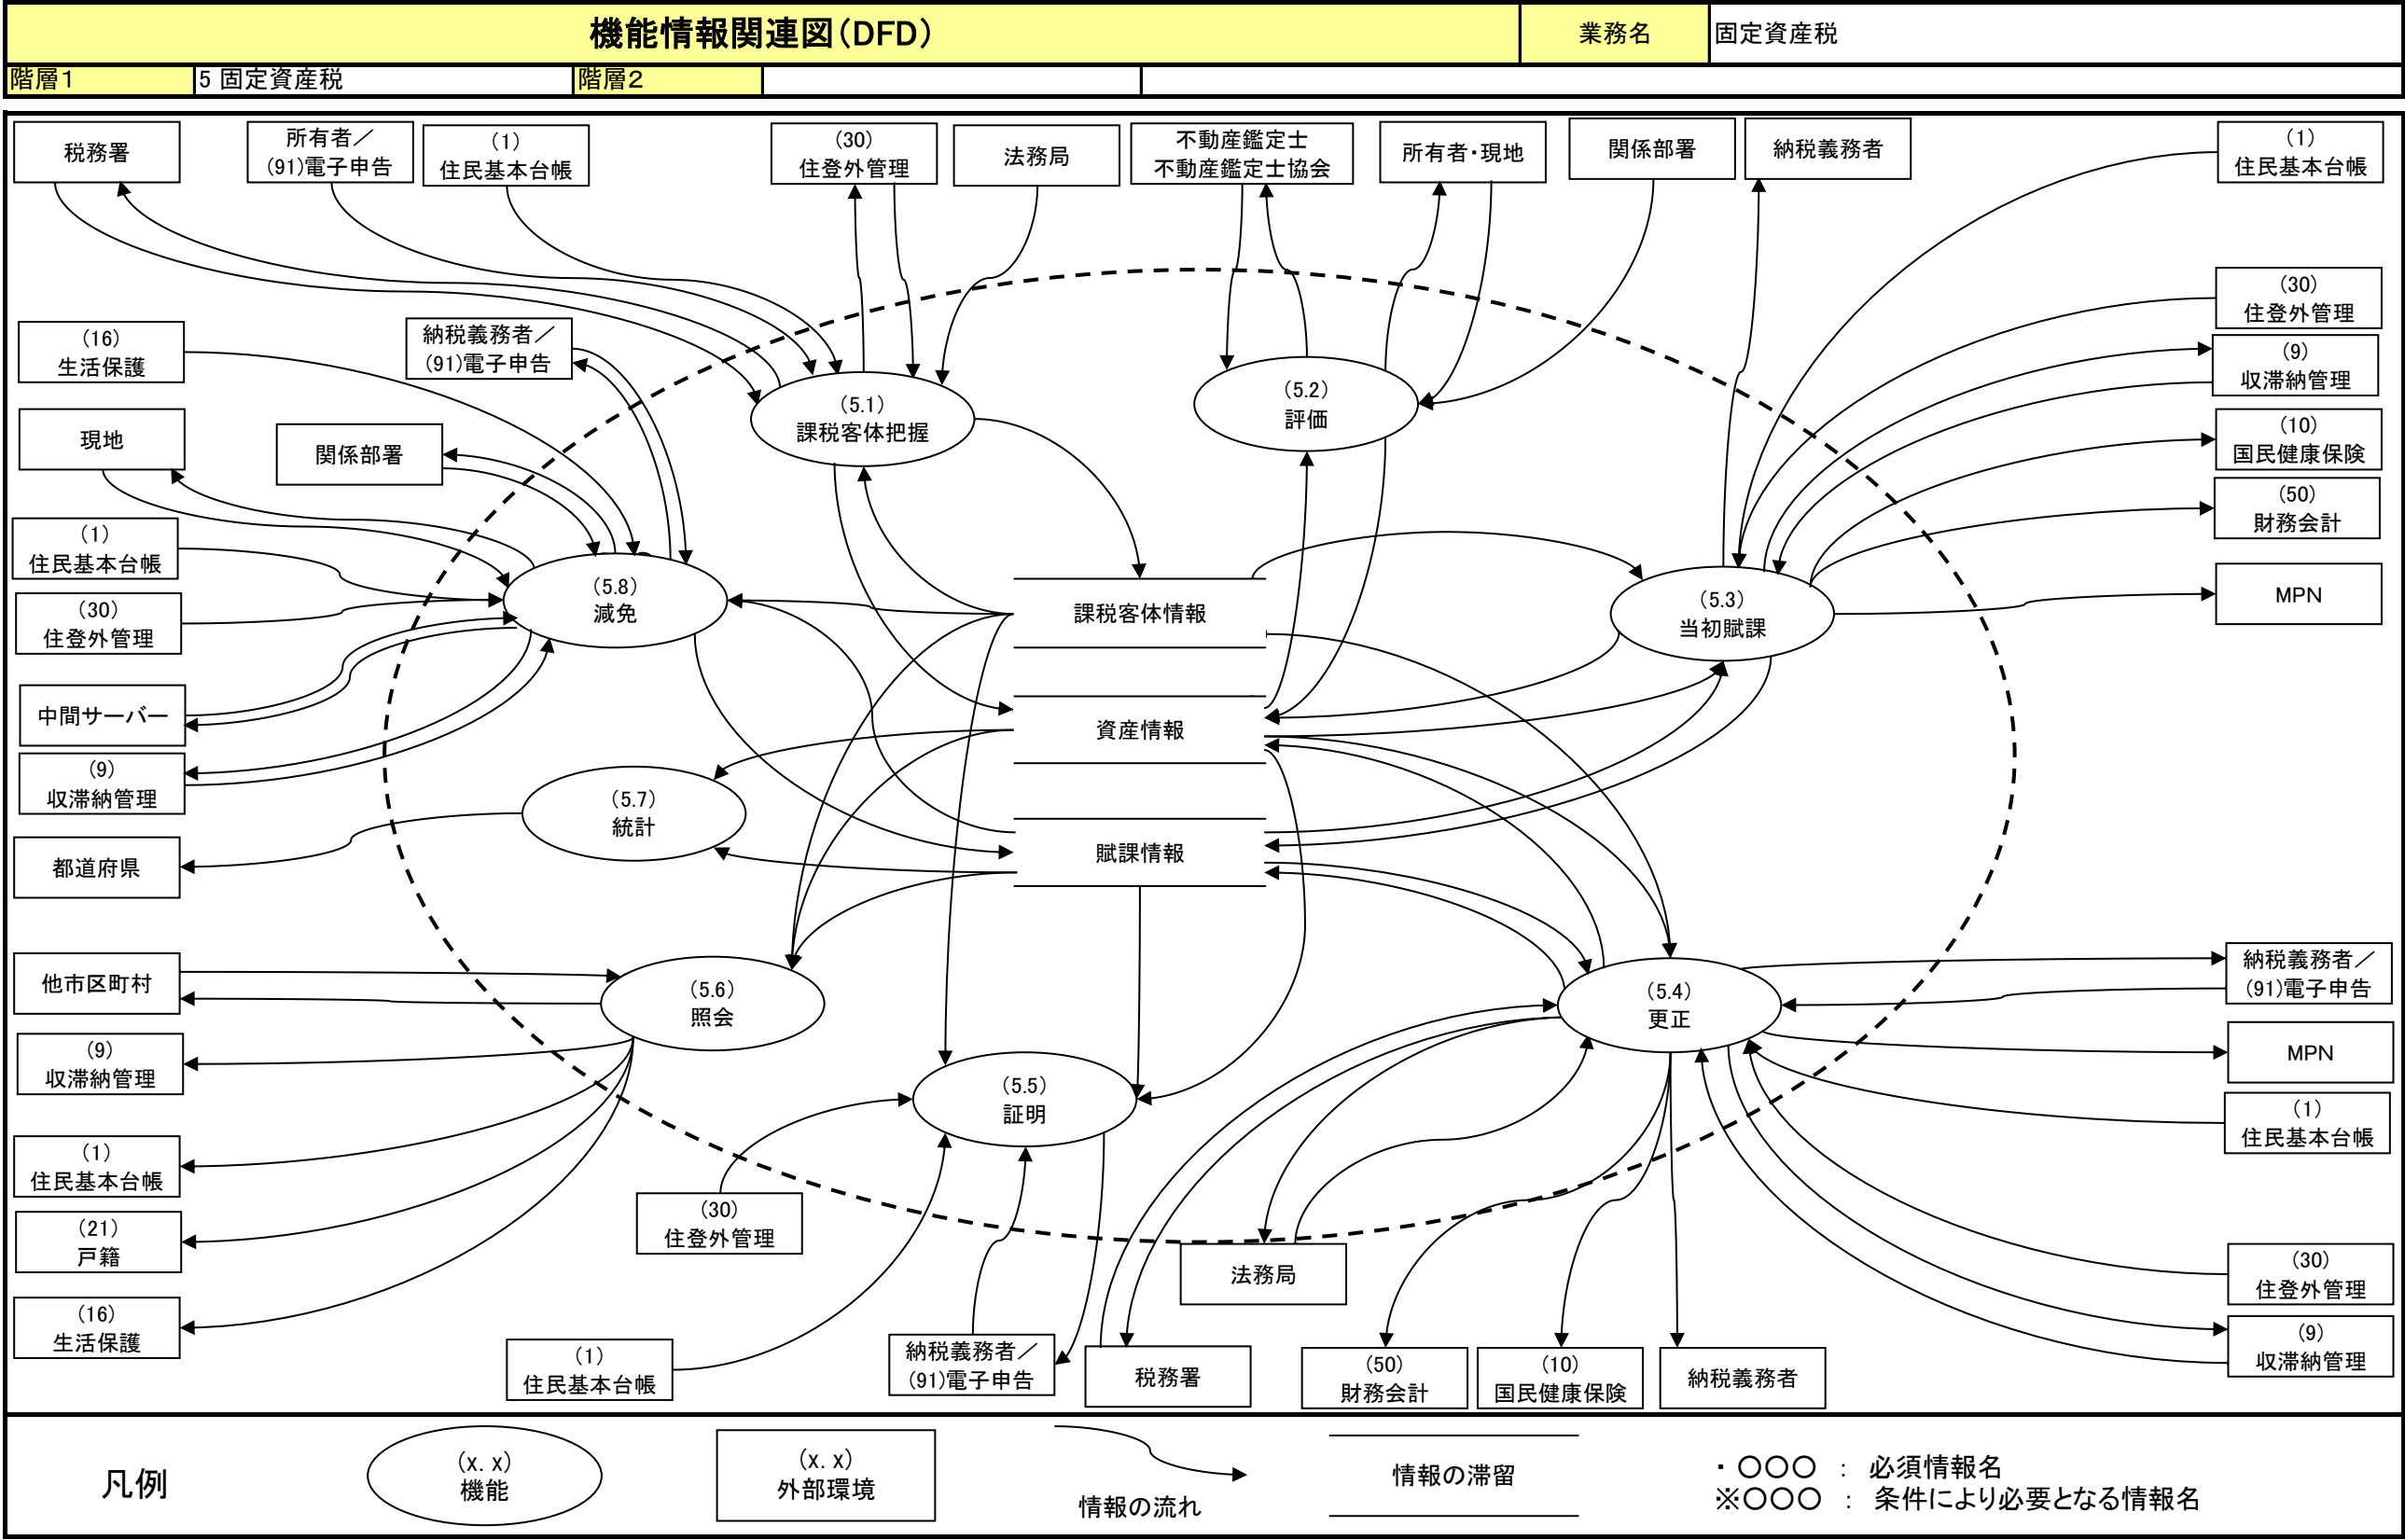 機能情報関連図（DFD）
業務名
固定資産税
階層１
5 固定資産税
階層２
税務署
所有者／
(91)電子申告
（1）
住民基本台帳
（30）
住登外管理
法務局
不動産鑑定士
不動産鑑定士協会
所有者・現地
関係部署
納税義務者
（1）
住民基本台帳
（16）
生活保護
納税義務者／
(91)電子申告
（30）
住登外管理
（9）
収滞納管理
（5.1）
課税客体把握
（5.2）
評価
現地
関係部署
（10）
国民健康保険
（50）
財務会計
（1）
住民基本台帳
（5.8）
減免
課税客体情報
（5.3）
当初賦課
MPN
（30）
住登外管理
中間サーバー
資産情報
（9）
収滞納管理
（5.7）
統計
賦課情報
都道府県
他市区町村
（5.6）
照会
（5.4）
更正
納税義務者／
(91)電子申告
（9）
収滞納管理
（5.5）
証明
MPN
（1）
住民基本台帳
（1）
住民基本台帳
（21）
戸籍
（30）
住登外管理
法務局
（30）
住登外管理
（16）
生活保護
（1）
住民基本台帳
納税義務者／
(91)電子申告
税務署
（50）
財務会計
（10）
国民健康保険
納税義務者
（9）
収滞納管理
凡例
（x. x）
機能
（x. x）
外部環境
情報の流れ
情報の滞留
・ ○○○ ： 必須情報名
※○○○ ： 条件により必要となる情報名